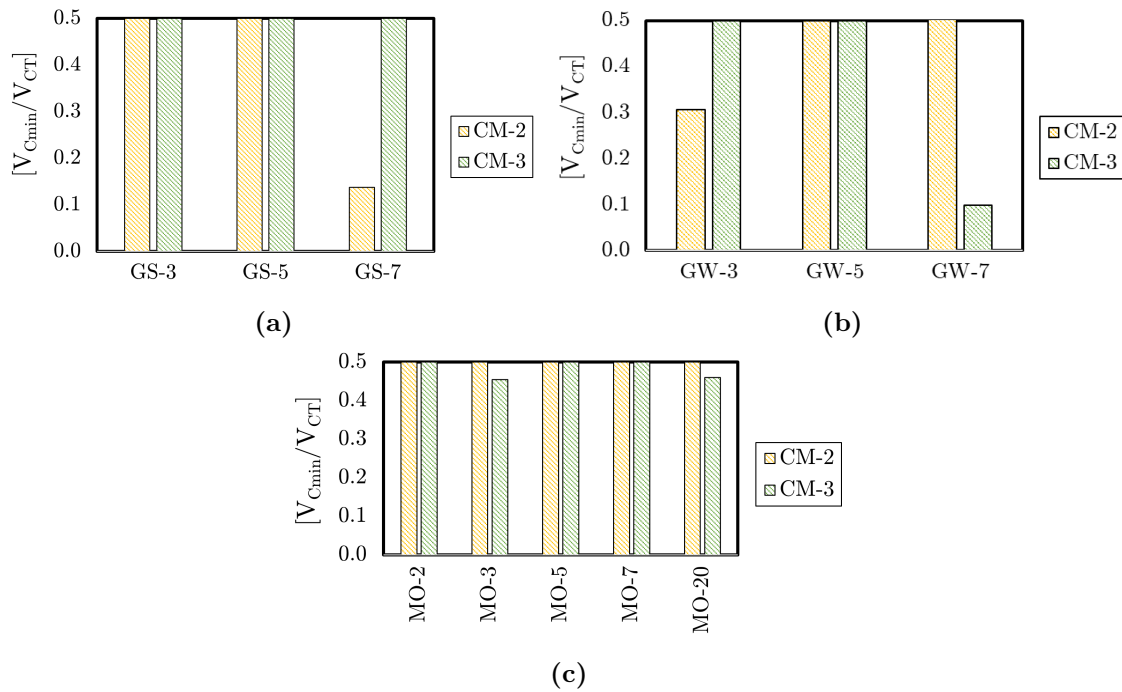 0.5
0.4
0.3
0.2
0.1
0.0
[V_Cmin/V_CT]
GS-3 GS-5 GS-7
CM-2
CM-3
(a)
0.5
0.4
0.3
0.2
0.1
0.0
[V_Cmin/V_CT]
GW-3 GW-5 GW-7
CM-2
CM-3
(b)
0.5
0.4
0.3
0.2
0.1
0.0
[V_Cmin/V_CT]
MO-2
MO-3
MO-5
MO-7
MO-20
CM-2
CM-3
(c)